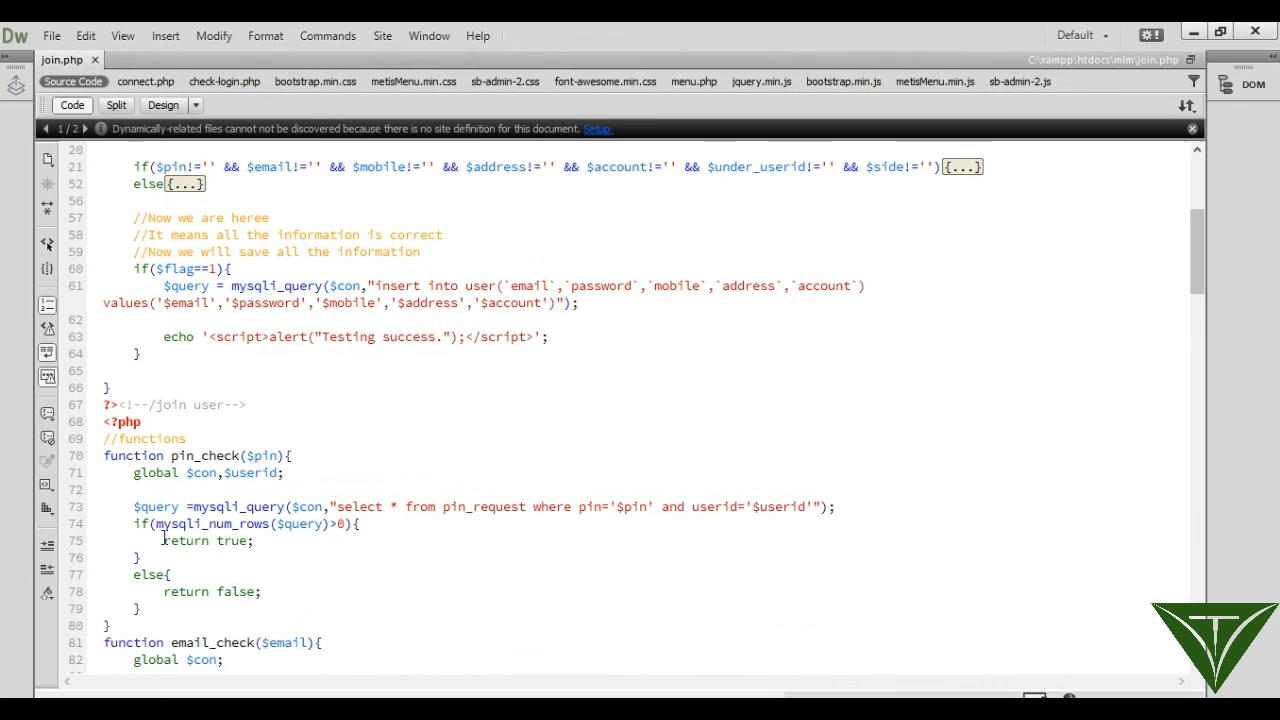 Dw File Edit View Insert Modify Format Commands Site Window Help Default
join.php C:\xampp\htdocs\mlm\join.php
Source Code connect.php check-login.php bootstrap.min.css metisMenu.min.css sb-admin-2.css font-awesome.min.css menu.php jquery.min.js bootstrap.min.js metisMenu.min.js sb-admin-2.js
Code Split Design DOM
1 / 2 Dynamically-related files cannot not be discovered because there is no site definition for this document. Setup
20
21 if($pin!='' && $email!='' && $mobile!='' && $address!='' && $account!='' && $under_userid!='' && $side!=''){...}
52 else{...}
56
57 //Now we are heree
58 //It means all the information is correct
59 //Now we will save all the information
60 if($flag==1){
61 $query = mysqli_query($con,"insert into user(`email`,`password`,`mobile`,`address`,`account`)
values('$email','$password','$mobile','$address','$account')");
62
63 echo '<script>alert("Testing success.");</script>';
64 }
65
66 }
67 ?><!--/join user-->
68 <?php
69 //functions
70 function pin_check($pin){
71 global $con,$userid;
72
73 $query =mysqli_query($con,"select * from pin_request where pin='$pin' and userid='$userid'");
74 if(mysqli_num_rows($query)>0){
75 return true;
76 }
77 else{
78 return false;
79 }
80 }
81 function email_check($email){
82 global $con;